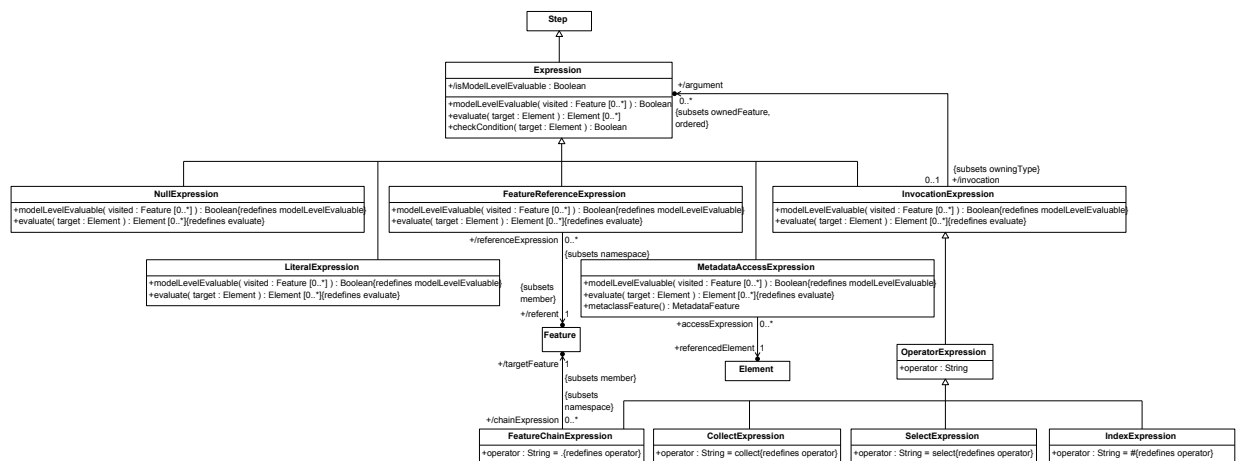 Step
Expression
+/isModelLevelEvaluable : Boolean
+modelLevelEvaluable( visited : Feature [0..*] ) : Boolean
+evaluate( target : Element ) : Element [0..*]
+checkCondition( target : Element ) : Boolean
+/argument
0..*
{subsets ownedFeature,
ordered}
{subsets owningType}
0..1 +/invocation
NullExpression
+modelLevelEvaluable( visited : Feature [0..*] ) : Boolean{redefines modelLevelEvaluable}
+evaluate( target : Element ) : Element [0..*]{redefines evaluate}
FeatureReferenceExpression
+modelLevelEvaluable( visited : Feature [0..*] ) : Boolean{redefines modelLevelEvaluable}
+evaluate( target : Element ) : Element [0..*]{redefines evaluate}
InvocationExpression
+modelLevelEvaluable( visited : Feature [0..*] ) : Boolean{redefines modelLevelEvaluable}
+evaluate( target : Element ) : Element [0..*]{redefines evaluate}
+/referenceExpression 0..*
{subsets namespace}
LiteralExpression
+modelLevelEvaluable( visited : Feature [0..*] ) : Boolean{redefines modelLevelEvaluable}
+evaluate( target : Element ) : Element [0..*]{redefines evaluate}
MetadataAccessExpression
+modelLevelEvaluable( visited : Feature [0..*] ) : Boolean{redefines modelLevelEvaluable}
+evaluate( target : Element ) : Element [0..*]{redefines evaluate}
+metaclassFeature() : MetadataFeature
{subsets
member}
+/referent 1
Feature
+accessExpression 0..*
+referencedElement 1
Element
+/targetFeature 1
{subsets member}
{subsets
namespace}
+/chainExpression 0..*
OperatorExpression
+operator : String
FeatureChainExpression
+operator : String = .{redefines operator}
CollectExpression
+operator : String = collect{redefines operator}
SelectExpression
+operator : String = select{redefines operator}
IndexExpression
+operator : String = #{redefines operator}